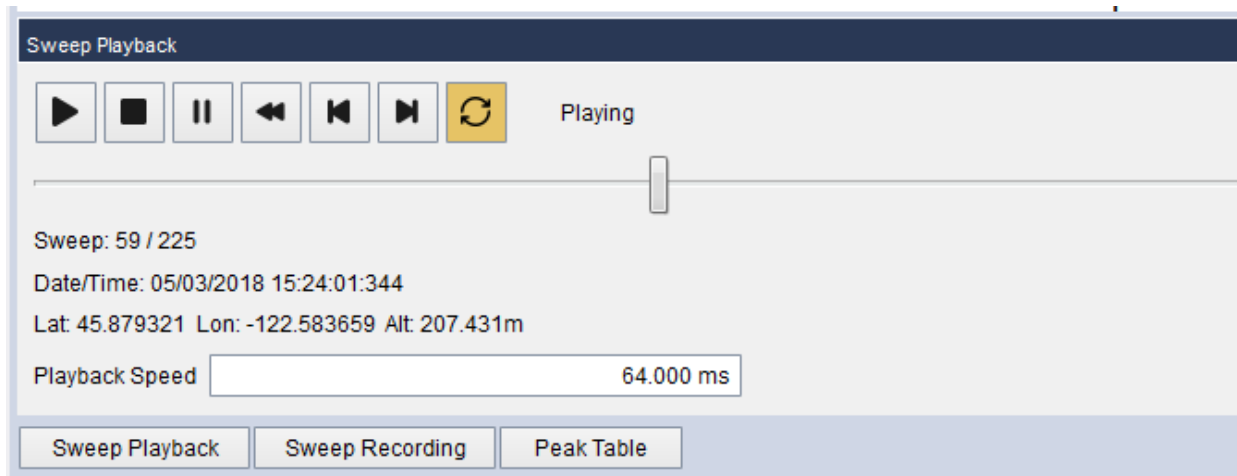 Sweep Playback
Playing
Sweep: 59 / 225
Date/Time: 05/03/2018 15:24:01:344
Lat: 45.879321 Lon: -122.583659 Alt: 207.431m
Playback Speed 64.000 ms
Sweep Playback Sweep Recording Peak Table